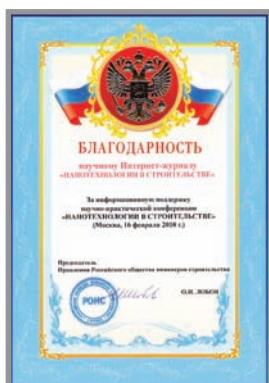 БЛАГОДАРНОСТЬ
научному Интернет-журналу
«НАНОТЕХНОЛОГИИ В СТРОИТЕЛЬСТВЕ»
За информационную поддержку
научно-практической конференции
«НАНОТЕХНОЛОГИИ В СТРОИТЕЛЬСТВЕ»
(Москва, 16 февраля 2010 г.)
Председатель
Правления Российского общества инженеров строительства
РОИС
О.И. ЛОБОВ